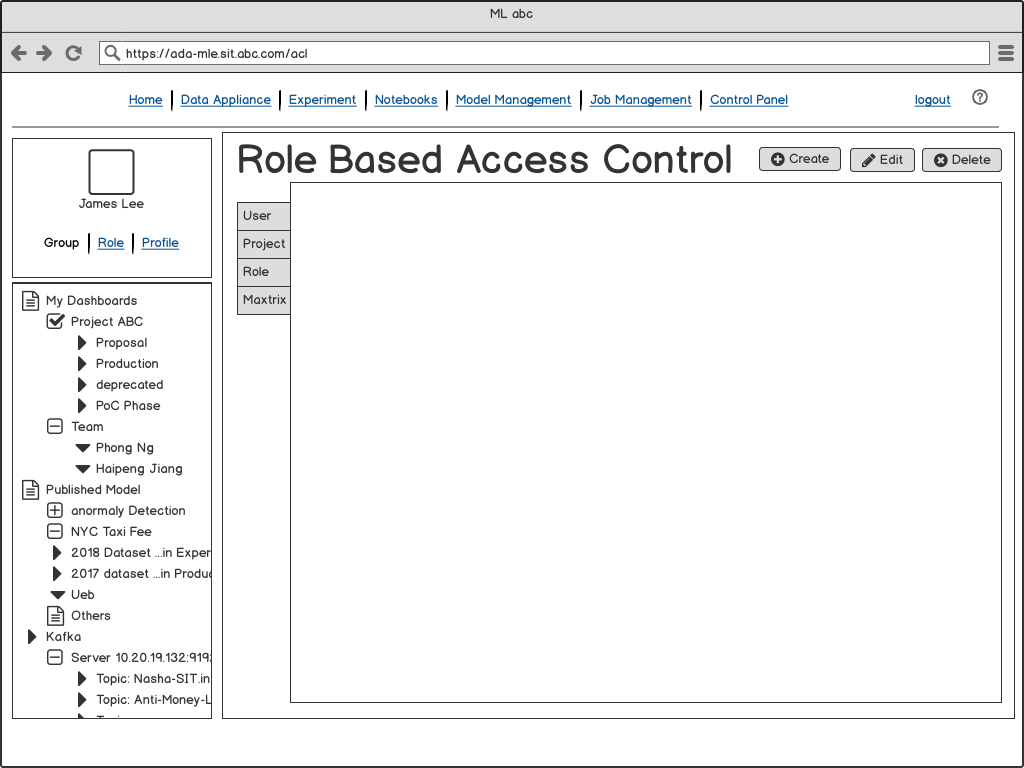 ML abc
https://ada-mle.sit.abc.com/acl
Home Data Appliance Experiment Notebooks Model Management Job Management Control Panel logout ?
James Lee
Group Role Profile
My Dashboards
Project ABC
Proposal
Production
deprecated
PoC Phase
Team
Phong Ng
Haipeng Jiang
Published Model
anormaly Detection
NYC Taxi Fee
2018 Dataset ...in Exper
2017 dataset ...in Produc
Ueb
Others
Kafka
Server 10.20.19.132:919
Topic: Nasha-SIT.in
Topic: Anti-Money-L
Role Based Access Control
Create Edit Delete
User
Project
Role
Maxtrix